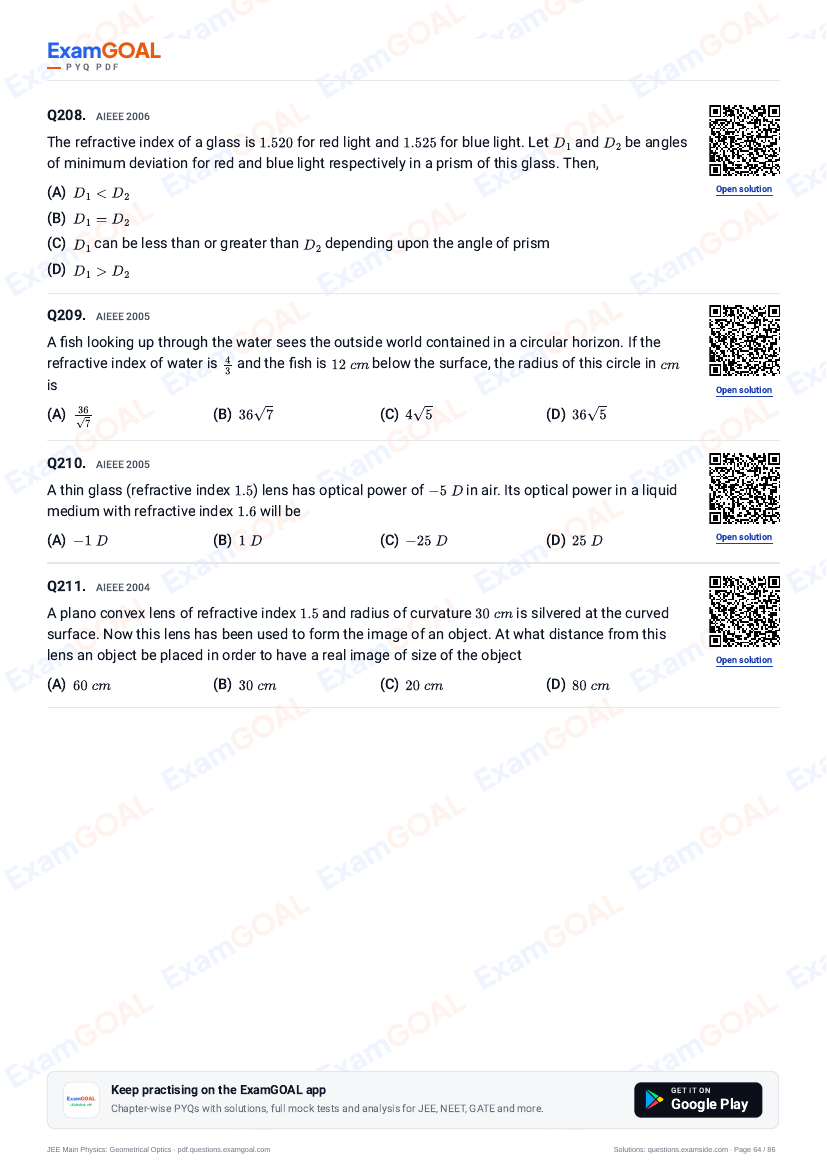 ExamGOAL
PYQ PDF
Q208. AIEEE 2006
The refractive index of a glass is 1.520 for red light and 1.525 for blue light. Let D₁ and D₂ be angles
of minimum deviation for red and blue light respectively in a prism of this glass. Then,
(A) D₁ < D₂
(B) D₁ = D₂
(C) D₁ can be less than or greater than D₂ depending upon the angle of prism
(D) D₁ > D₂
Open solution
Q209. AIEEE 2005
A fish looking up through the water sees the outside world contained in a circular horizon. If the
refractive index of water is 4/3 and the fish is 12 cm below the surface, the radius of this circle in cm
is
(A) 36/√7 (B) 36√7 (C) 4√5 (D) 36√5
Open solution
Q210. AIEEE 2005
A thin glass (refractive index 1.5) lens has optical power of −5 D in air. Its optical power in a liquid
medium with refractive index 1.6 will be
(A) −1 D (B) 1 D (C) −25 D (D) 25 D
Open solution
Q211. AIEEE 2004
A plano convex lens of refractive index 1.5 and radius of curvature 30 cm is silvered at the curved
surface. Now this lens has been used to form the image of an object. At what distance from this
lens an object be placed in order to have a real image of size of the object
(A) 60 cm (B) 30 cm (C) 20 cm (D) 80 cm
Open solution
ExamGOAL
Keep practising on the ExamGOAL app
Chapter-wise PYQs with solutions, full mock tests and analysis for JEE, NEET, GATE and more.
GET IT ON
Google Play
JEE Main Physics: Geometrical Optics · pdf.questions.examgoal.com
Solutions: questions.examside.com · Page 64 / 86